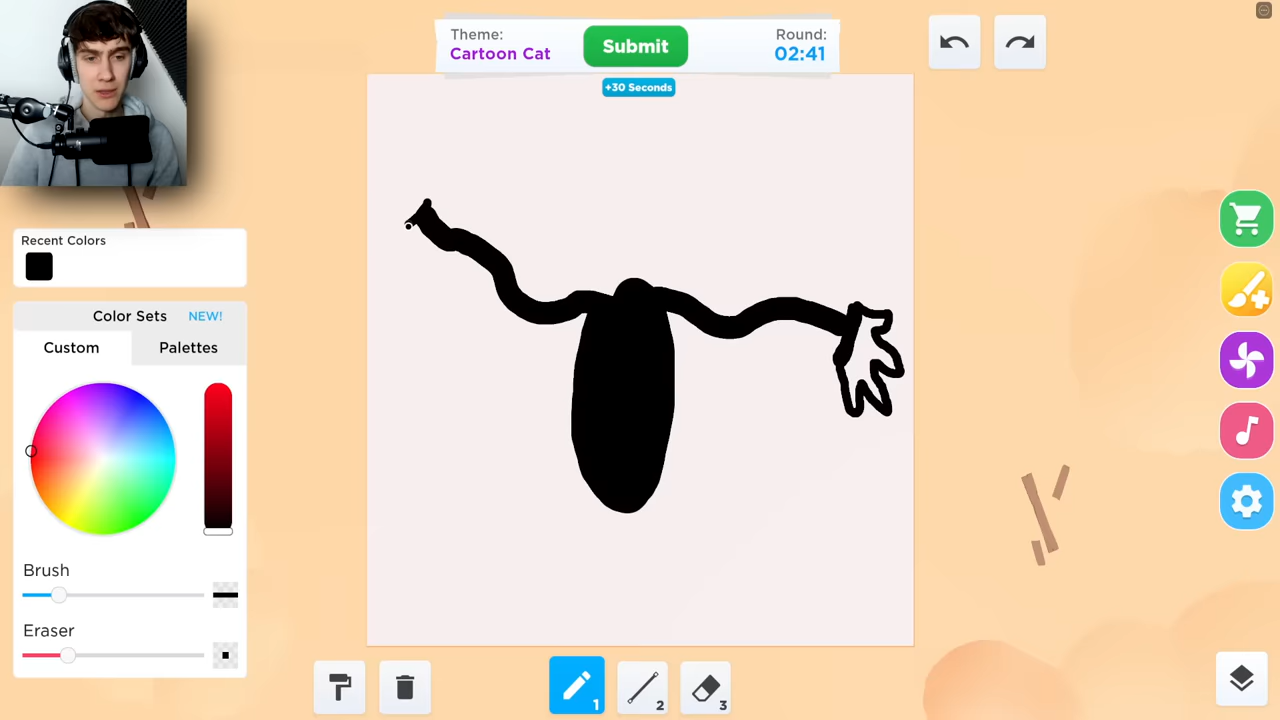 Theme:
Cartoon Cat
Submit
Round:
02:41
+30 Seconds
Recent Colors
Color Sets NEW!
Custom Palettes
Brush
Eraser
1
2
3